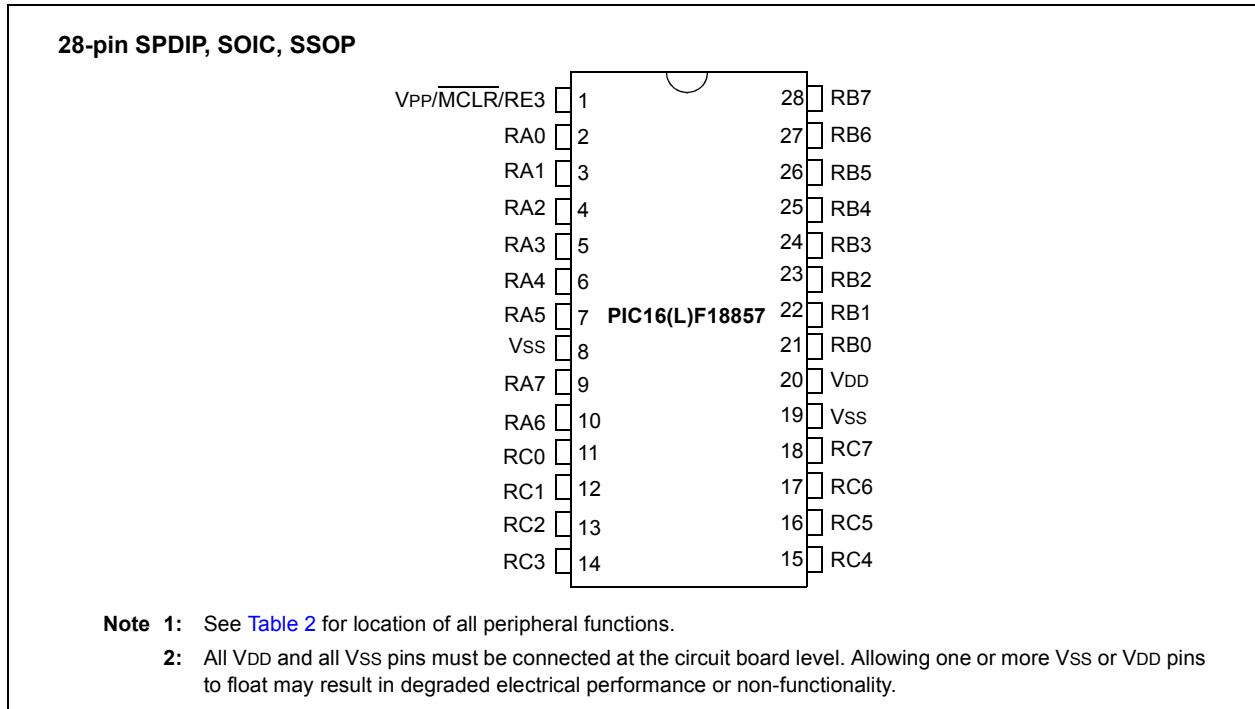 28-pin SPDIP, SOIC, SSOP
VPP/MCLR/RE3 1 28 RB7
RA0 2 27 RB6
RA1 3 26 RB5
RA2 4 25 RB4
RA3 5 24 RB3
RA4 6 23 RB2
RA5 7 PIC16(L)F18857 22 RB1
VSS 8 21 RB0
RA7 9 20 VDD
RA6 10 19 VSS
RC0 11 18 RC7
RC1 12 17 RC6
RC2 13 16 RC5
RC3 14 15 RC4
Note 1: See Table 2 for location of all peripheral functions.
2: All VDD and all VSS pins must be connected at the circuit board level. Allowing one or more VSS or VDD pins
to float may result in degraded electrical performance or non-functionality.